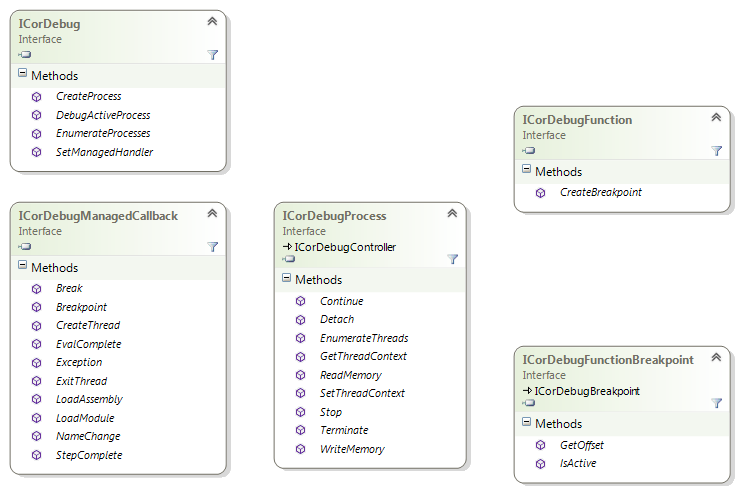 ICorDebug
Interface
Methods
CreateProcess
DebugActiveProcess
EnumerateProcesses
SetManagedHandler
ICorDebugManagedCallback
Interface
Methods
Break
Breakpoint
CreateThread
EvalComplete
Exception
ExitThread
LoadAssembly
LoadModule
NameChange
StepComplete
ICorDebugProcess
Interface
ICorDebugController
Methods
Continue
Detach
EnumerateThreads
GetThreadContext
ReadMemory
SetThreadContext
Stop
Terminate
WriteMemory
ICorDebugFunction
Interface
Methods
CreateBreakpoint
ICorDebugFunctionBreakpoint
Interface
ICorDebugBreakpoint
Methods
GetOffset
IsActive